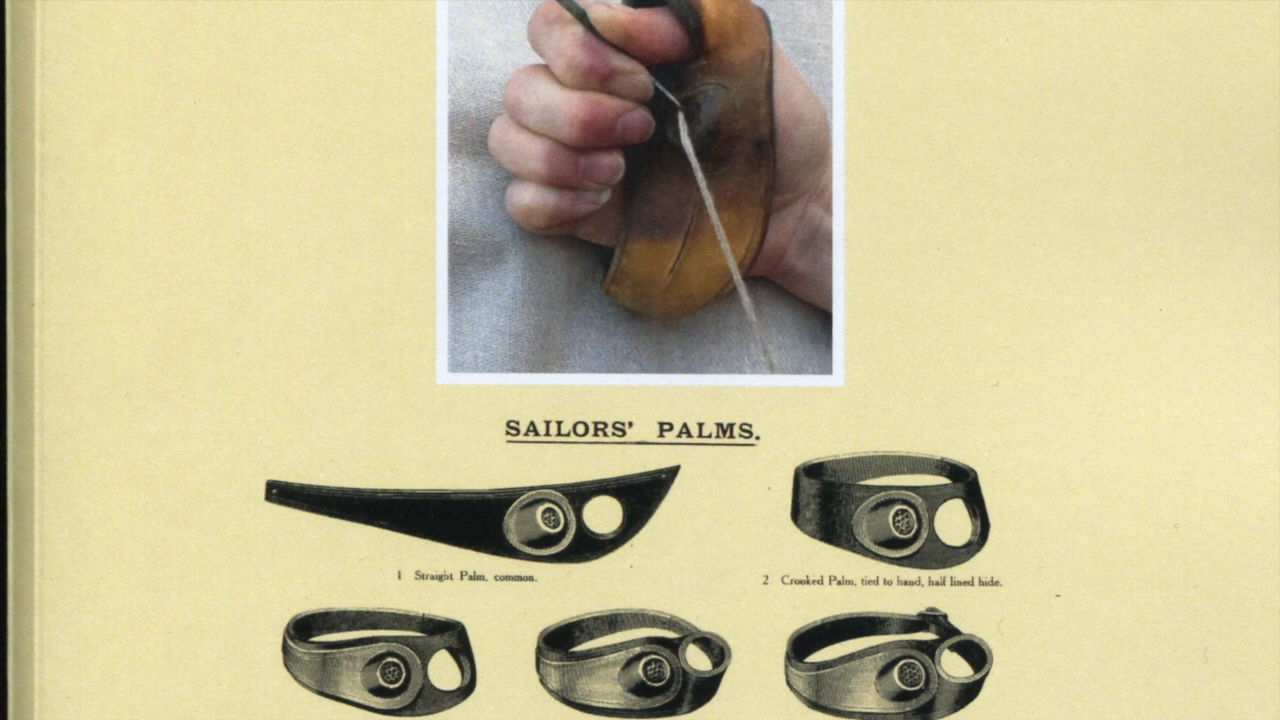 SAILORS' PALMS.
1 Straight Palm, common.
2 Crooked Palm, tied to hand, half lined hide.